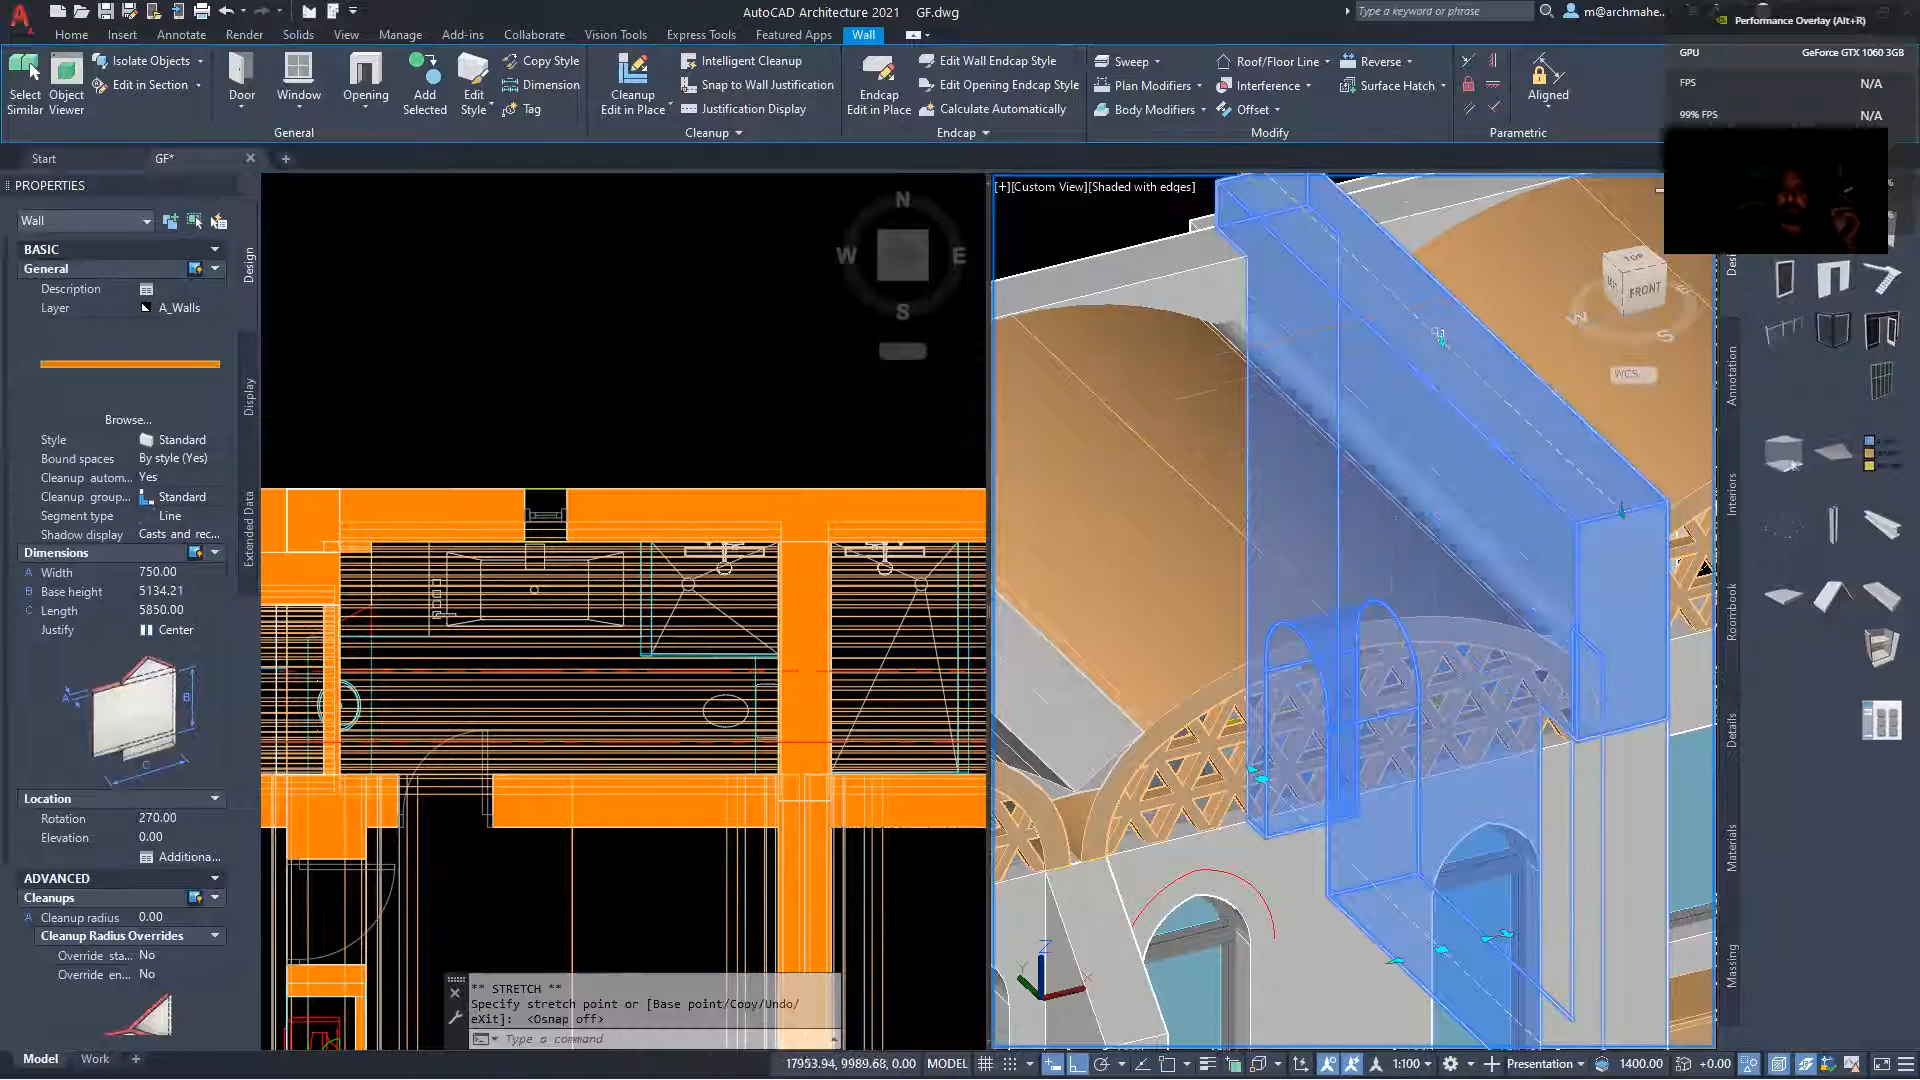 AutoCAD Architecture 2021 GF.dwg
Type a keyword or phrase
m@archmahe...
Performance Overlay (Alt+R)
Home Insert Annotate Render Solids View Manage Add-ins Collaborate Vision Tools Express Tools Featured Apps Wall
GPU GeForce GTX 1060 3GB
FPS N/A
99% FPS N/A
Select Similar
Object Viewer
Isolate Objects
Edit in Section
Door
Window
Opening
Add Selected
Edit Style
Copy Style
Dimension
Tag
General
Cleanup Edit in Place
Intelligent Cleanup
Snap to Wall Justification
Justification Display
Cleanup
Endcap Edit in Place
Edit Wall Endcap Style
Edit Opening Endcap Style
Calculate Automatically
Endcap
Sweep
Plan Modifiers
Body Modifiers
Roof/Floor Line
Interference
Offset
Reverse
Surface Hatch
Modify
Aligned
Parametric
Start
GF*
PROPERTIES
Wall
BASIC
General
Description
Layer A_Walls
Browse...
Style Standard
Bound spaces By style (Yes)
Cleanup autom... Yes
Cleanup group... Standard
Segment type Line
Shadow display Casts and rec...
Dimensions
A Width 750.00
B Base height 5134.21
C Length 5850.00
Justify Center
A
B
C
Location
Rotation 270.00
Elevation 0.00
Additiona...
ADVANCED
Cleanups
A Cleanup radius 0.00
Cleanup Radius Overrides
Override sta... No
Override en... No
Design
Display
Extended Data
N
W E
S
[+][Custom View][Shaded with edges]
TOP
FRONT
W
S
WCS
Annotation
Interiors
Roombook
Details
Materials
Massing
Z
Y
X
** STRETCH **
Specify stretch point or [Base point/Copy/Undo/
eXit]: <Osnap off>
Type a command
Model Work
17953.94, 9989.68, 0.00 MODEL
1:100
Presentation
1400.00
+0.00